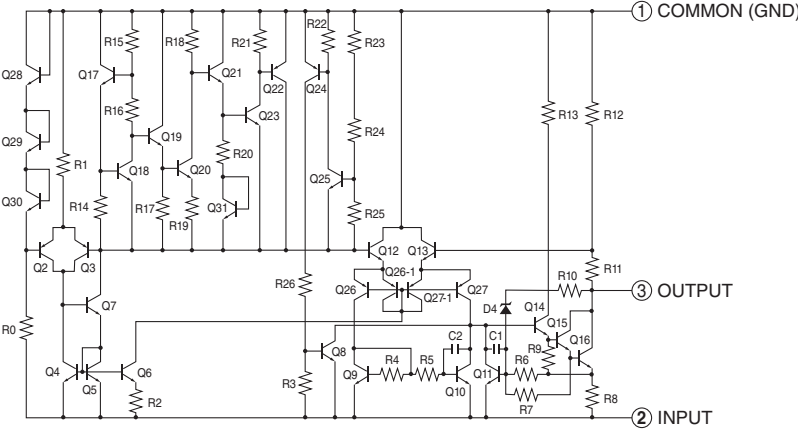 1 COMMON (GND)
R15 R18 R21 R22 R23
Q28 Q17 Q21 Q22 Q24
R16 R13 R12
Q29 Q19 Q23 R24
R1 Q18 Q20 R20 Q25
Q30 R14 R17 R19 Q31 R25
Q2 Q3 Q12 Q13
R26 Q26-1 R10 R11
Q26 Q27-1 Q27 3 OUTPUT
Q7 D4 Q14
R0 Q15
Q8 C2 C1 Q16
Q4 Q5 Q6 R4 R5 R9 R6
R3 Q9 Q10 Q11
R2 R7 R8
2 INPUT